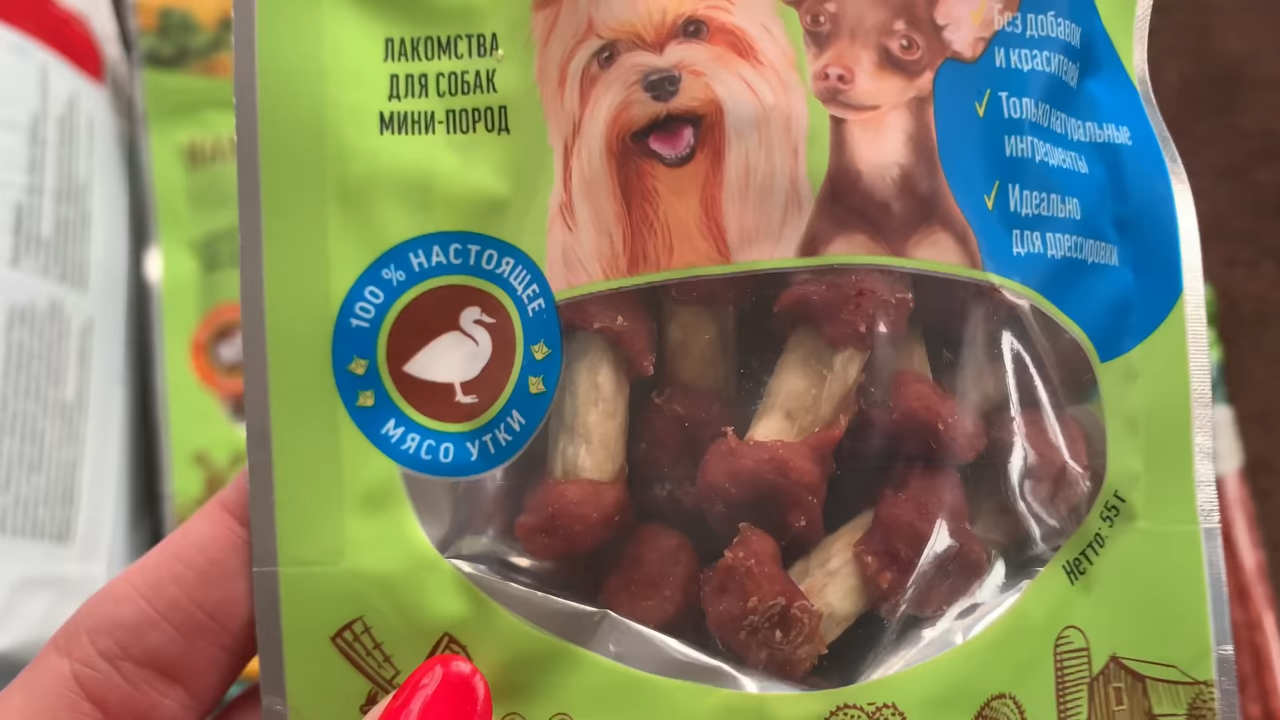 ЛАКОМСТВА
ДЛЯ СОБАК
МИНИ-ПОРОД
Без добавок
и красителей
Только натуральные
ингредиенты
Идеально
для дрессировки
100 % НАСТОЯЩЕЕ
МЯСО УТКИ
Нетто: 55 г